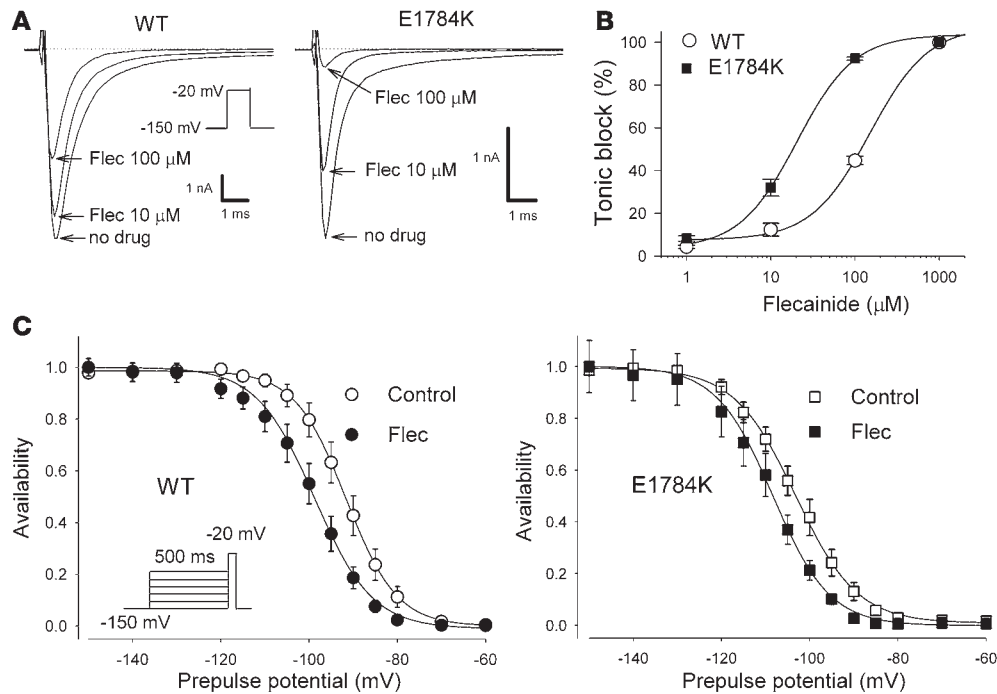 A
WT
E1784K
-20 mV
-150 mV
Flec 100 µM
Flec 10 µM
no drug
1 nA
1 ms
Flec 100 µM
Flec 10 µM
no drug
1 nA
1 ms
B
WT
E1784K
Tonic block (%)
100
80
60
40
20
0
1
10
100
1000
Flecainide (µM)
C
Availability
1.0
0.8
0.6
0.4
0.2
0.0
Control
Flec
WT
-20 mV
500 ms
-150 mV
-140
-120
-100
-80
-60
Prepulse potential (mV)
Availability
1.0
0.8
0.6
0.4
0.2
0.0
Control
Flec
E1784K
-140
-120
-100
-80
-60
Prepulse potential (mV)